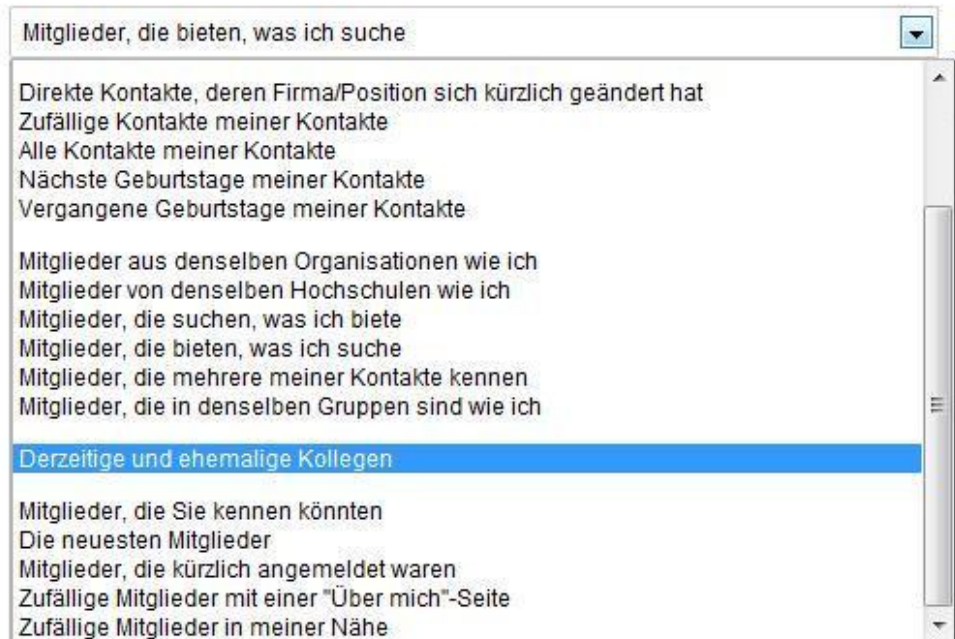 Mitglieder, die bieten, was ich suche
Direkte Kontakte, deren Firma/Position sich kürzlich geändert hat
Zufällige Kontakte meiner Kontakte
Alle Kontakte meiner Kontakte
Nächste Geburtstage meiner Kontakte
Vergangene Geburtstage meiner Kontakte
Mitglieder aus denselben Organisationen wie ich
Mitglieder von denselben Hochschulen wie ich
Mitglieder, die suchen, was ich biete
Mitglieder, die bieten, was ich suche
Mitglieder, die mehrere meiner Kontakte kennen
Mitglieder, die in denselben Gruppen sind wie ich
Derzeitige und ehemalige Kollegen
Mitglieder, die Sie kennen könnten
Die neuesten Mitglieder
Mitglieder, die kürzlich angemeldet waren
Zufällige Mitglieder mit einer "Über mich"-Seite
Zufällige Mitglieder in meiner Nähe